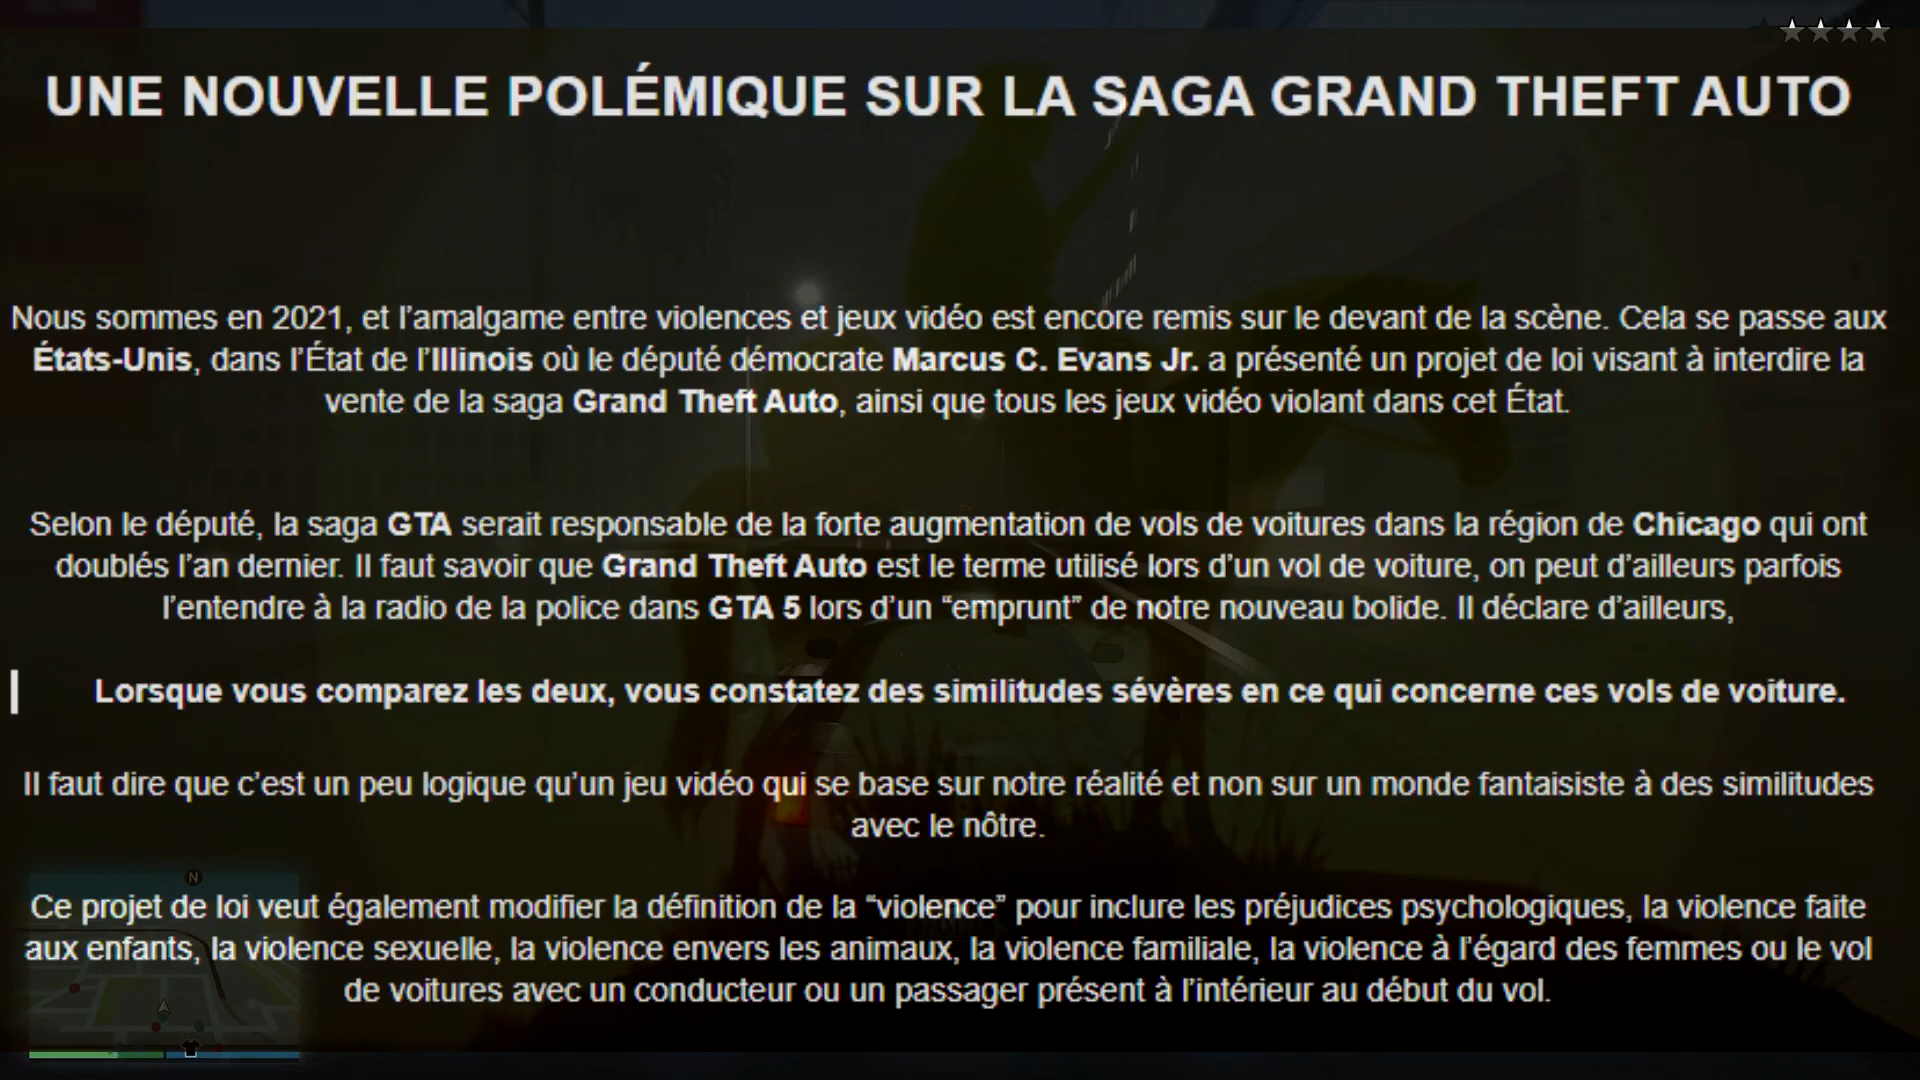 UNE NOUVELLE POLÉMIQUE SUR LA SAGA GRAND THEFT AUTO
Nous sommes en 2021, et l’amalgame entre violences et jeux vidéo est encore remis sur le devant de la scène. Cela se passe aux
États-Unis, dans l’État de l’Illinois où le député démocrate Marcus C. Evans Jr. a présenté un projet de loi visant à interdire la
vente de la saga Grand Theft Auto, ainsi que tous les jeux vidéo violant dans cet État.
Selon le député, la saga GTA serait responsable de la forte augmentation de vols de voitures dans la région de Chicago qui ont
doublés l’an dernier. Il faut savoir que Grand Theft Auto est le terme utilisé lors d’un vol de voiture, on peut d’ailleurs parfois
l’entendre à la radio de la police dans GTA 5 lors d’un “emprunt” de notre nouveau bolide. Il déclare d’ailleurs,
Lorsque vous comparez les deux, vous constatez des similitudes sévères en ce qui concerne ces vols de voiture.
Il faut dire que c’est un peu logique qu’un jeu vidéo qui se base sur notre réalité et non sur un monde fantaisiste à des similitudes
avec le nôtre.
N
Ce projet de loi veut également modifier la définition de la “violence” pour inclure les préjudices psychologiques, la violence faite
aux enfants, la violence sexuelle, la violence envers les animaux, la violence familiale, la violence à l’égard des femmes ou le vol
de voitures avec un conducteur ou un passager présent à l’intérieur au début du vol.